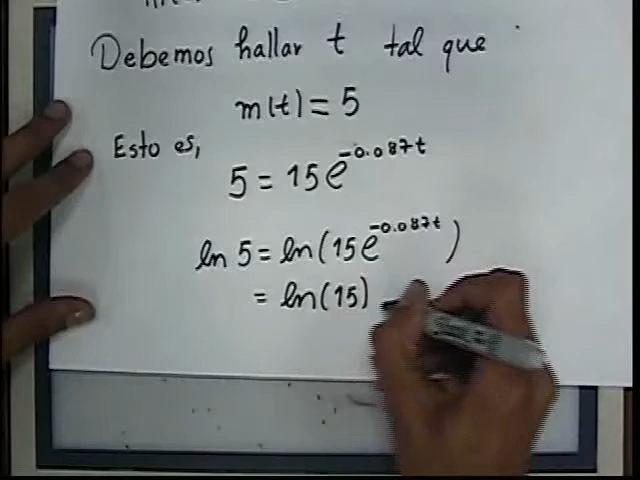 Debemos hallar t tal que
m(t) = 5
Esto es,
5 = 15e^{-0.087t}
ln 5 = ln(15e^{-0.087t})
= ln(15)